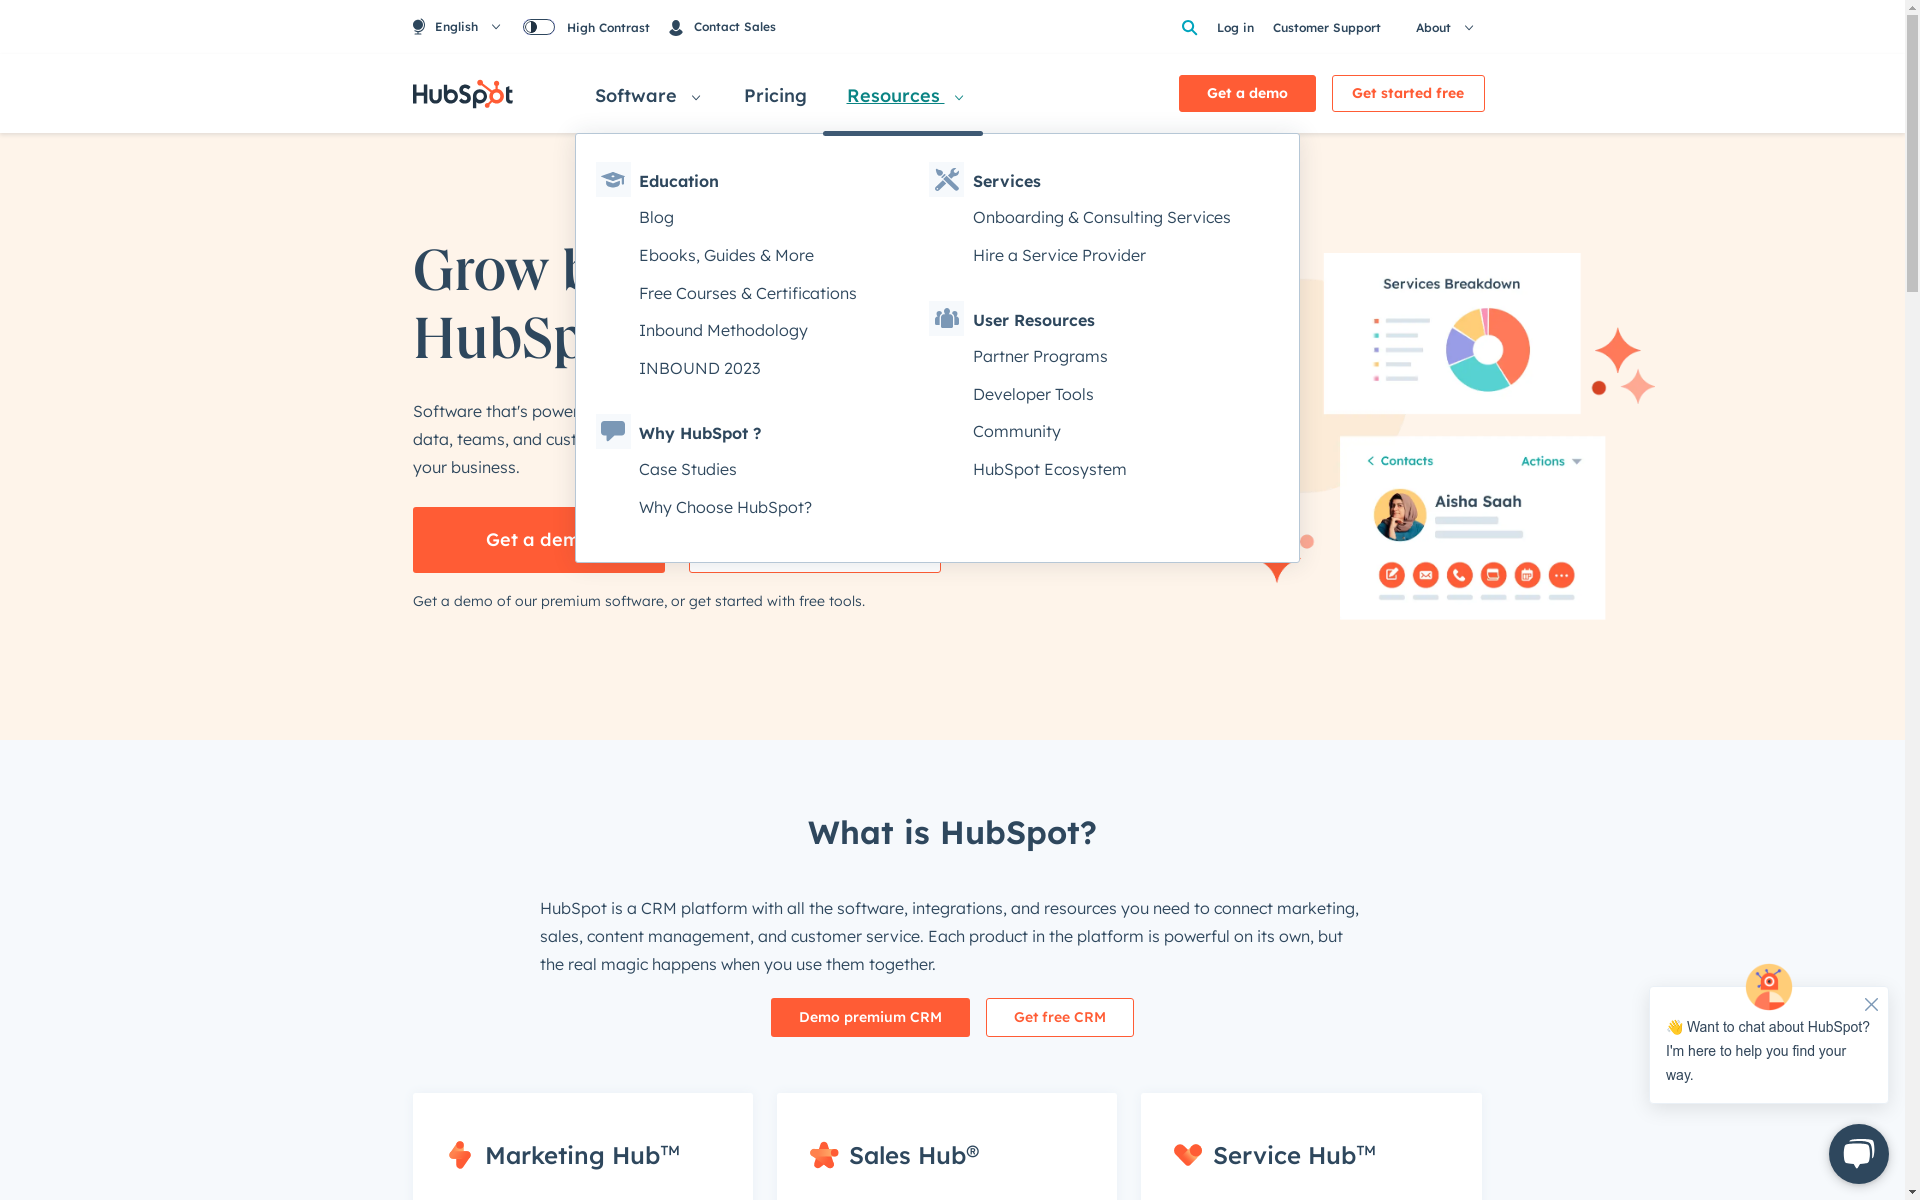 English
High Contrast
Contact Sales
Log in
Customer Support
About
HubSpot
Software
Pricing
Resources
Get a demo
Get started free
Education
Blog
Ebooks, Guides & More
Free Courses & Certifications
Inbound Methodology
INBOUND 2023
Why HubSpot ?
Case Studies
Why Choose HubSpot?
Services
Onboarding & Consulting Services
Hire a Service Provider
User Resources
Partner Programs
Developer Tools
Community
HubSpot Ecosystem
Grow
HubSp
Software that's power
data, teams, and cust
your business.
Get a dem
Get a demo of our premium software, or get started with free tools.
Services Breakdown
Contacts
Actions
Aisha Saah
What is HubSpot?
HubSpot is a CRM platform with all the software, integrations, and resources you need to connect marketing,
sales, content management, and customer service. Each product in the platform is powerful on its own, but
the real magic happens when you use them together.
Demo premium CRM
Get free CRM
👋 Want to chat about HubSpot?
I'm here to help you find your
way.
Marketing Hub™
Sales Hub®
Service Hub™